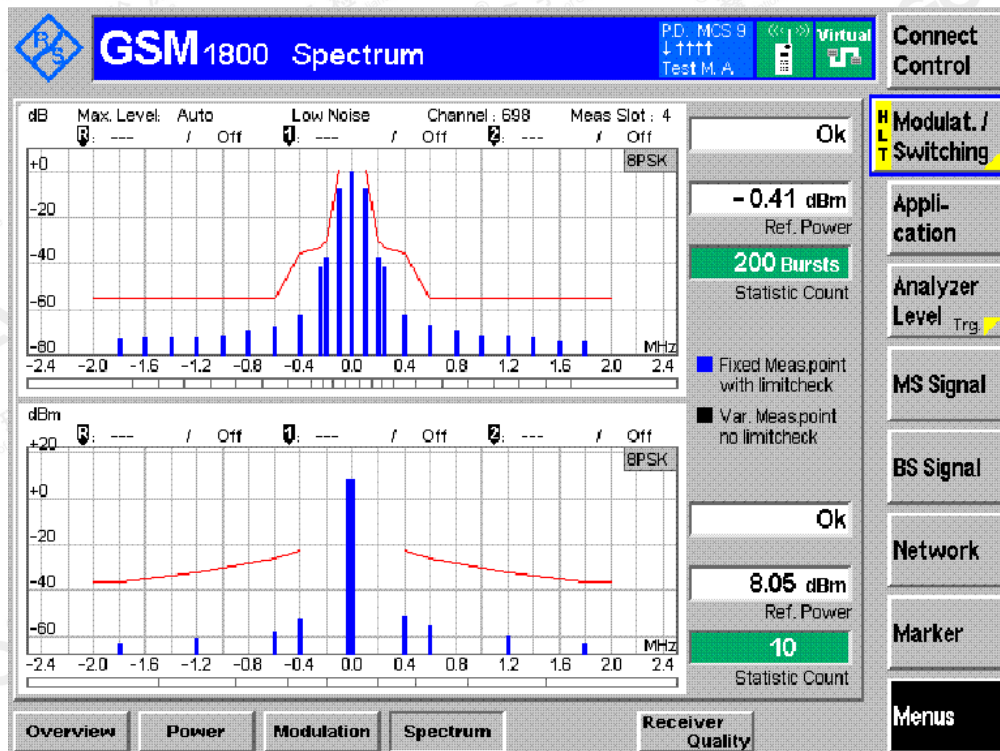 R&S
GSM 1800 Spectrum
P.D. MCS 9
↓ ↑↑↑↑
Test M. A.
Virtual
Connect
Control
dB Max. Level: Auto Low Noise Channel : 698 Meas Slot : 4
R: --- / Off 1: --- / Off 2: --- / Off
8PSK
+0
-20
-40
-60
-80
MHz
-2.4 -2.0 -1.6 -1.2 -0.8 -0.4 0.0 0.4 0.8 1.2 1.6 2.0 2.4
Ok
- 0.41 dBm
Ref. Power
200 Bursts
Statistic Count
Fixed Meas.point
with limitcheck
Var. Meas.point
no limitcheck
dBm
R: --- / Off 1: --- / Off 2: --- / Off
8PSK
+20
+0
-20
-40
-60
MHz
-2.4 -2.0 -1.6 -1.2 -0.8 -0.4 0.0 0.4 0.8 1.2 1.6 2.0 2.4
Ok
8.05 dBm
Ref. Power
10
Statistic Count
H
L
T
Modulat. /
Switching
Appli-
cation
Analyzer
Level Trg.
MS Signal
BS Signal
Network
Marker
Menus
Overview Power Modulation Spectrum Receiver
Quality